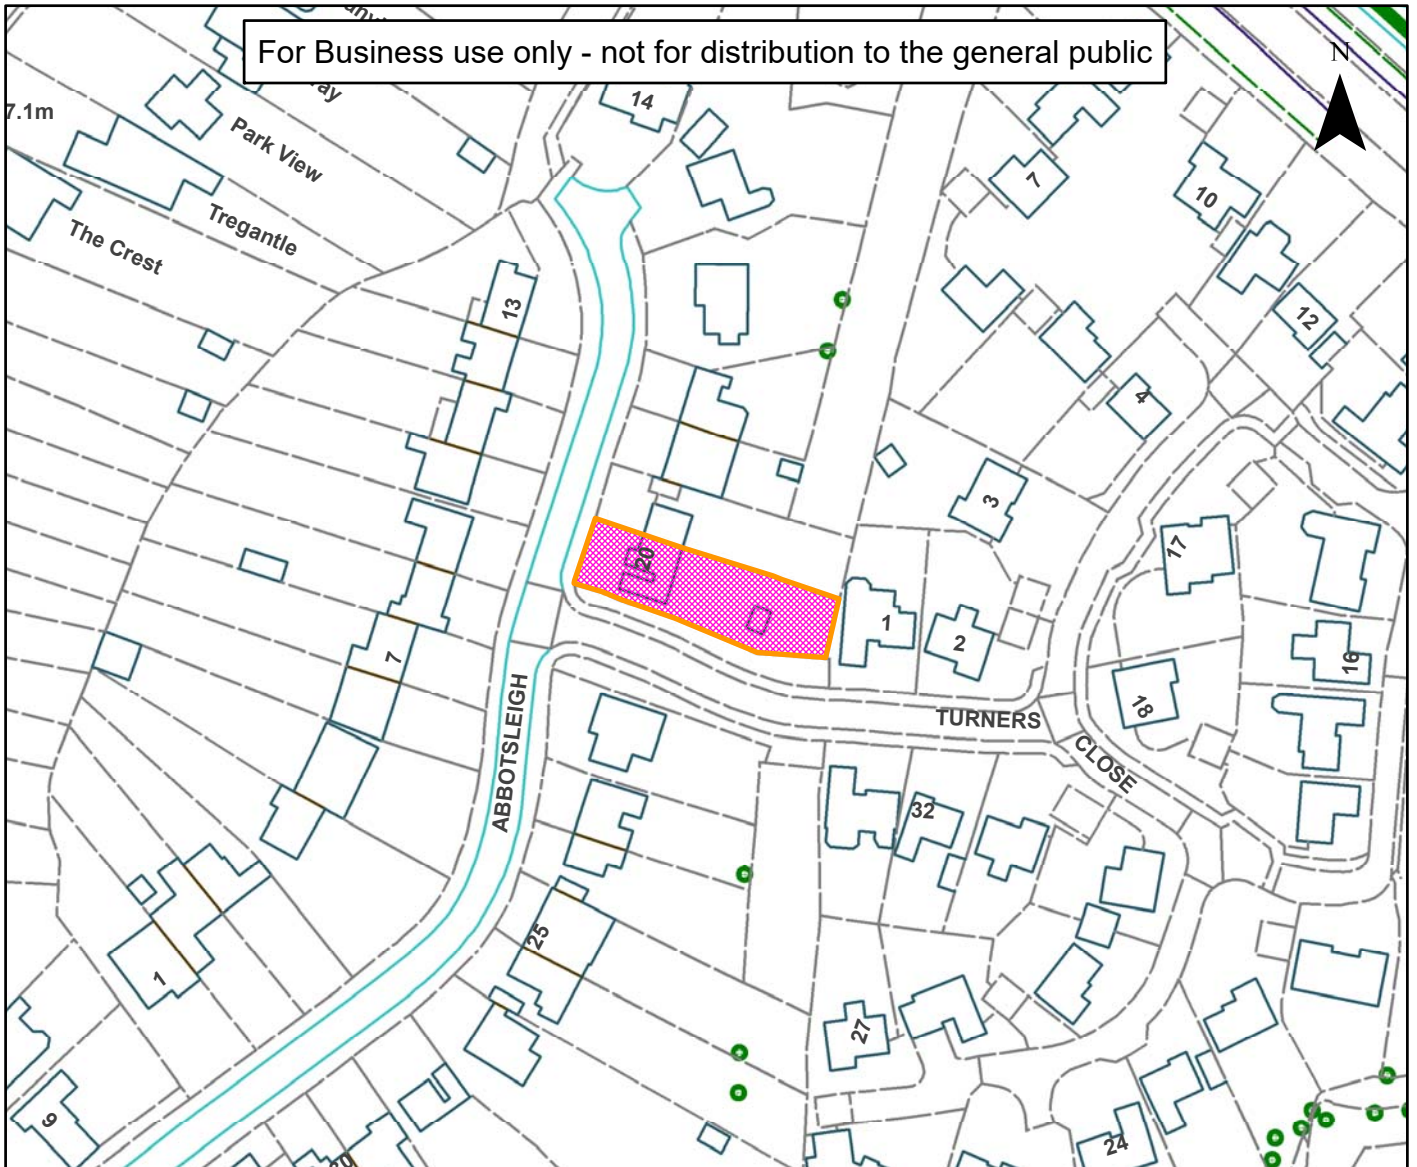 For Business use only - not for distribution to the general public
N
14
7.1m
Park View
7
10
Tregantle
The Crest
13
12
4
3
17
20
1
2
7
16
18
ABBOTSLEIGH
TURNERS
CLOSE
32
25
1
27
9
24